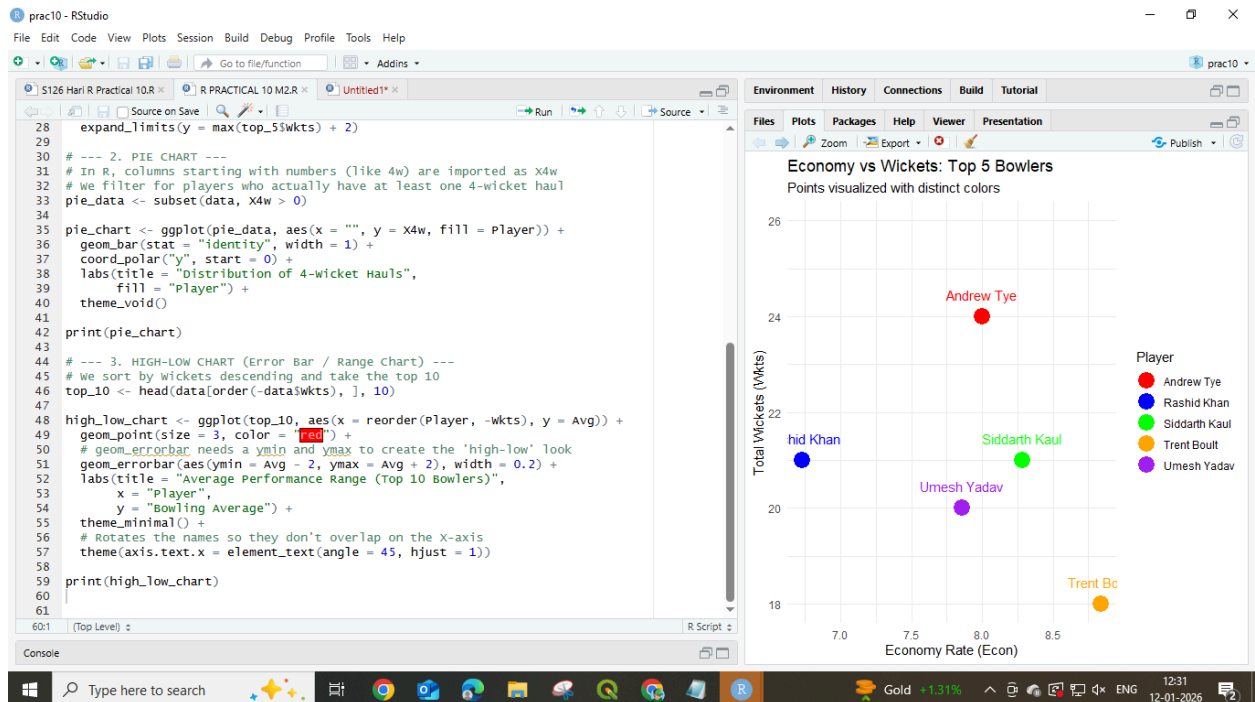 prac10 - RStudio
File Edit Code View Plots Session Build Debug Profile Tools Help
Go to file/function Addins prac10
S126 Hari R Practical 10.R R PRACTICAL 10 M2.R Untitled1*
Source on Save Run Source
28 expand_limits(y = max(top_5$Wkts) + 2)
29
30 # --- 2. PIE CHART ---
31 # In R, columns starting with numbers (like 4w) are imported as X4w
32 # We filter for players who actually have at least one 4-wicket haul
33 pie_data <- subset(data, X4w > 0)
34
35 pie_chart <- ggplot(pie_data, aes(x = "", y = X4w, fill = Player)) +
36 geom_bar(stat = "identity", width = 1) +
37 coord_polar("y", start = 0) +
38 labs(title = "Distribution of 4-Wicket Hauls",
39 fill = "Player") +
40 theme_void()
41
42 print(pie_chart)
43
44 # --- 3. HIGH-LOW CHART (Error Bar / Range Chart) ---
45 # We sort by Wickets descending and take the top 10
46 top_10 <- head(data[order(-data$Wkts), ], 10)
47
48 high_low_chart <- ggplot(top_10, aes(x = reorder(Player, -Wkts), y = Avg)) +
49 geom_point(size = 3, color = "red") +
50 # geom_errorbar needs a ymin and ymax to create the 'high-low' look
51 geom_errorbar(aes(ymin = Avg - 2, ymax = Avg + 2), width = 0.2) +
52 labs(title = "Average Performance Range (Top 10 Bowlers)",
53 x = "Player",
54 y = "Bowling Average") +
55 theme_minimal() +
56 # Rotates the names so they don't overlap on the X-axis
57 theme(axis.text.x = element_text(angle = 45, hjust = 1))
58
59 print(high_low_chart)
60
61
60:1 (Top Level) R Script
Console
Environment History Connections Build Tutorial
Files Plots Packages Help Viewer Presentation
Zoom Export Publish
Economy vs Wickets: Top 5 Bowlers
Points visualized with distinct colors
26
24
22
20
18
Total Wickets (Wkts)
Andrew Tye
hid Khan
Siddarth Kaul
Umesh Yadav
Trent Bo
7.0 7.5 8.0 8.5
Economy Rate (Econ)
Player
Andrew Tye
Rashid Khan
Siddarth Kaul
Trent Boult
Umesh Yadav
Type here to search
Gold +1.31%
ENG
12:31
12-01-2026
2